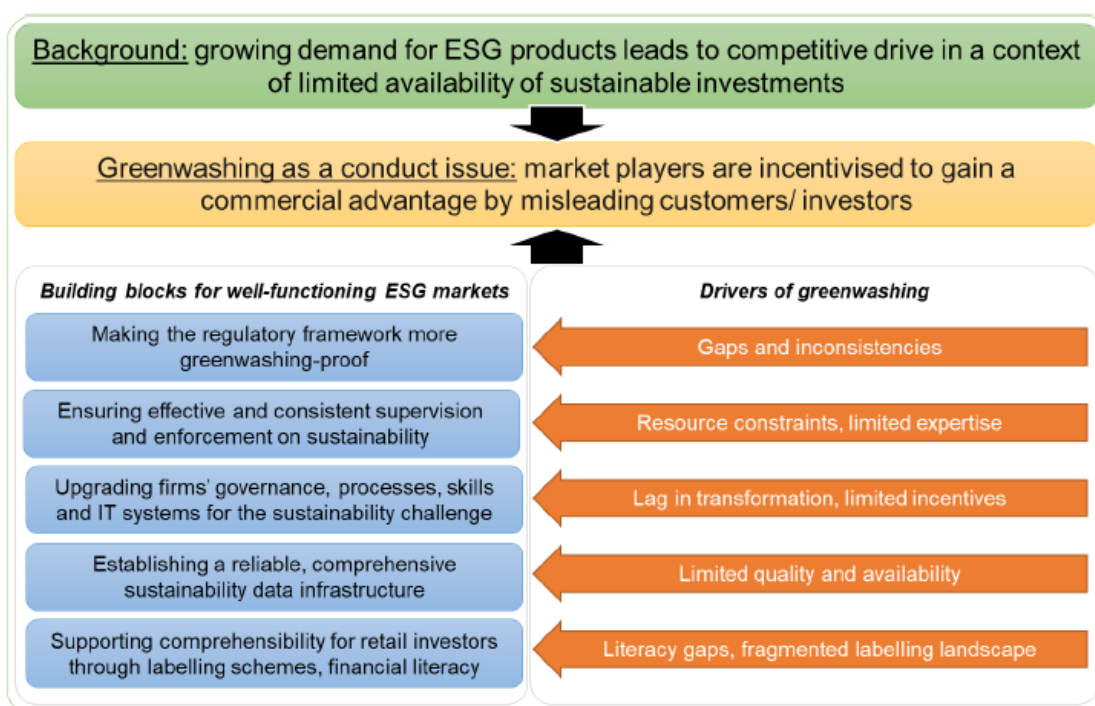 Background: growing demand for ESG products leads to competitive drive in a context
of limited availability of sustainable investments
Greenwashing as a conduct issue: market players are incentivised to gain a
commercial advantage by misleading customers/ investors
Building blocks for well-functioning ESG markets
Drivers of greenwashing
Making the regulatory framework more
greenwashing-proof
Gaps and inconsistencies
Ensuring effective and consistent supervision
and enforcement on sustainability
Resource constraints, limited expertise
Upgrading firms' governance, processes, skills
and IT systems for the sustainability challenge
Lag in transformation, limited incentives
Establishing a reliable, comprehensive
sustainability data infrastructure
Limited quality and availability
Supporting comprehensibility for retail investors
through labelling schemes, financial literacy
Literacy gaps, fragmented labelling landscape